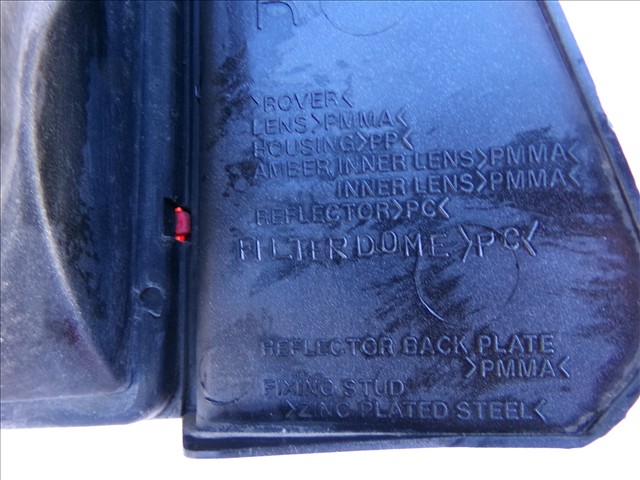 R
>ROVER<
LENS>PMMA<
HOUSING>PP<
AMBER INNER LENS>PMMA<
INNER LENS>PMMA<
REFLECTOR>PC<
FILTER DOME >PC<
REFLECTOR BACK PLATE
>PMMA<
FIXING STUD
>ZINC PLATED STEEL<